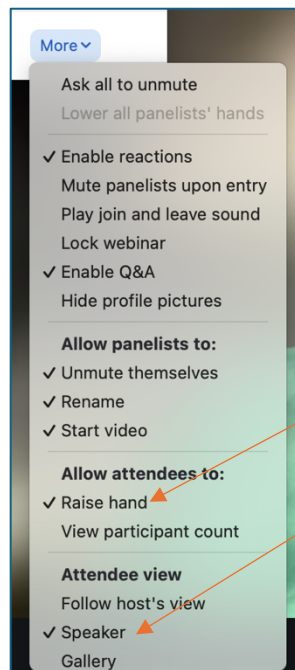 More
Ask all to unmute
Lower all panelists' hands
✓ Enable reactions
Mute panelists upon entry
Play join and leave sound
Lock webinar
✓ Enable Q&A
Hide profile pictures
Allow panelists to:
✓ Unmute themselves
✓ Rename
✓ Start video
Allow attendees to:
✓ Raise hand
View participant count
Attendee view
Follow host's view
✓ Speaker
Gallery